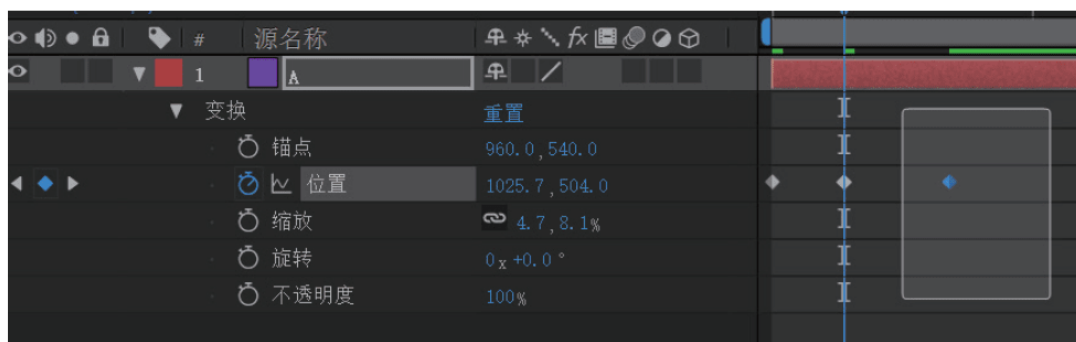 # 源名称 fx
1 A
变换 重置
锚点 960.0,540.0
位置 1025.7,504.0
缩放 4.7,8.1%
旋转 0x+0.0°
不透明度 100%